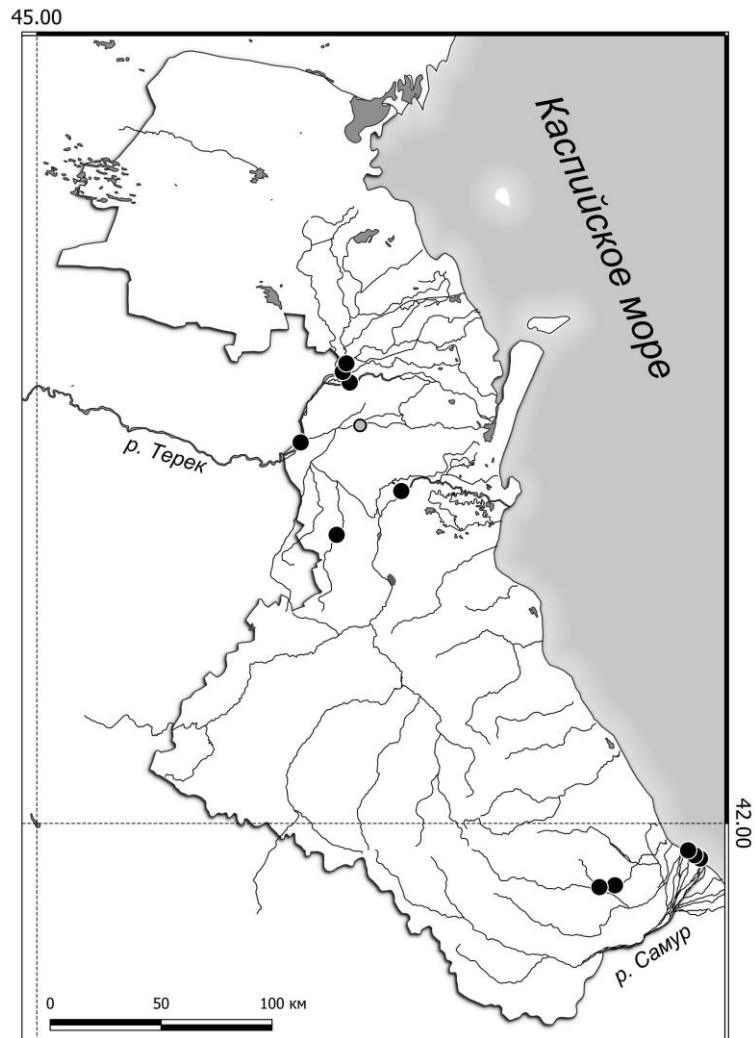 45.00
Каспийское море
р. Терек
42.00
р. Самур
0 50 100 км